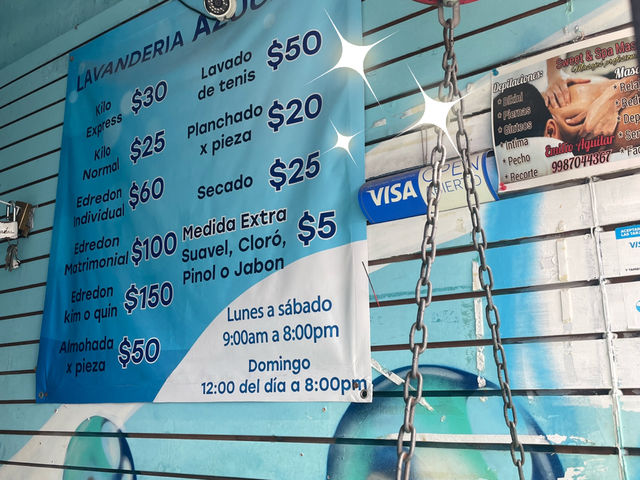 LAVANDERIA
Kilo
Express $30
Kilo
Normal $25
Edredon
Individual $60
Edredon
Matrimonial $100
Edredon
kim o quin $150
Almohada
x pieza $50
Lavado
de tenis $50
Planchado
x pieza $20
Secado $25
Medida Extra
Suavel, Cloró,
Pinol o Jabon $5
Lunes a sábado
9:00am a 8:00pm
Domingo
12:00 del día a 8:00pm
VISA
OPEN
Sweet & Spa
Depilaciones:
* Bikini
* Piernas
* Glúteos
* Intima
* Pecho
* Recorte
Emilio Aguilar
9987044367